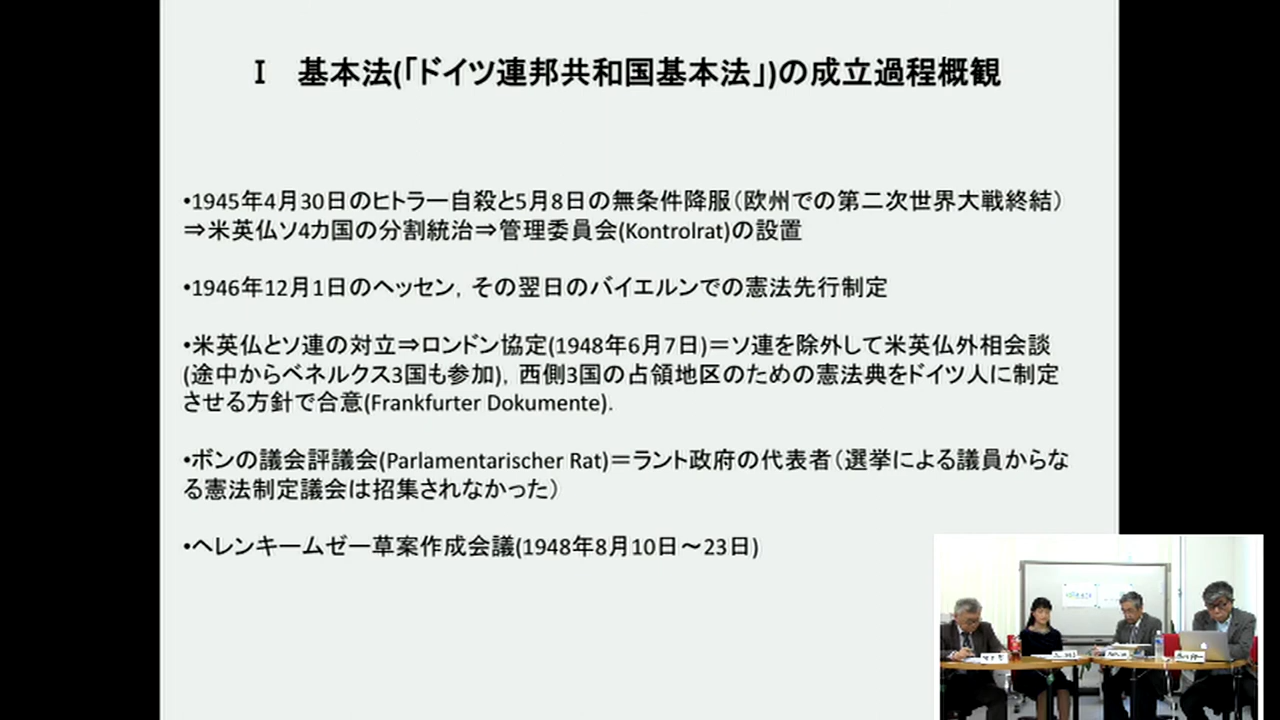 Ⅰ　基本法(「ドイツ連邦共和国基本法」)の成立過程概観
•1945年4月30日のヒトラー自殺と5月8日の無条件降服（欧州での第二次世界大戦終結）
⇒米英仏ソ4カ国の分割統治⇒管理委員会(Kontrolrat)の設置
•1946年12月1日のヘッセン，その翌日のバイエルンでの憲法先行制定
•米英仏とソ連の対立⇒ロンドン協定(1948年6月7日)＝ソ連を除外して米英仏外相会談
(途中からベネルクス3国も参加)，西側3国の占領地区のための憲法典をドイツ人に制定
させる方針で合意(Frankfurter Dokumente).
•ボンの議会評議会(Parlamentarischer Rat)＝ラント政府の代表者（選挙による議員からな
る憲法制定議会は招集されなかった）
•ヘレンキームゼー草案作成会議(1948年8月10日～23日)